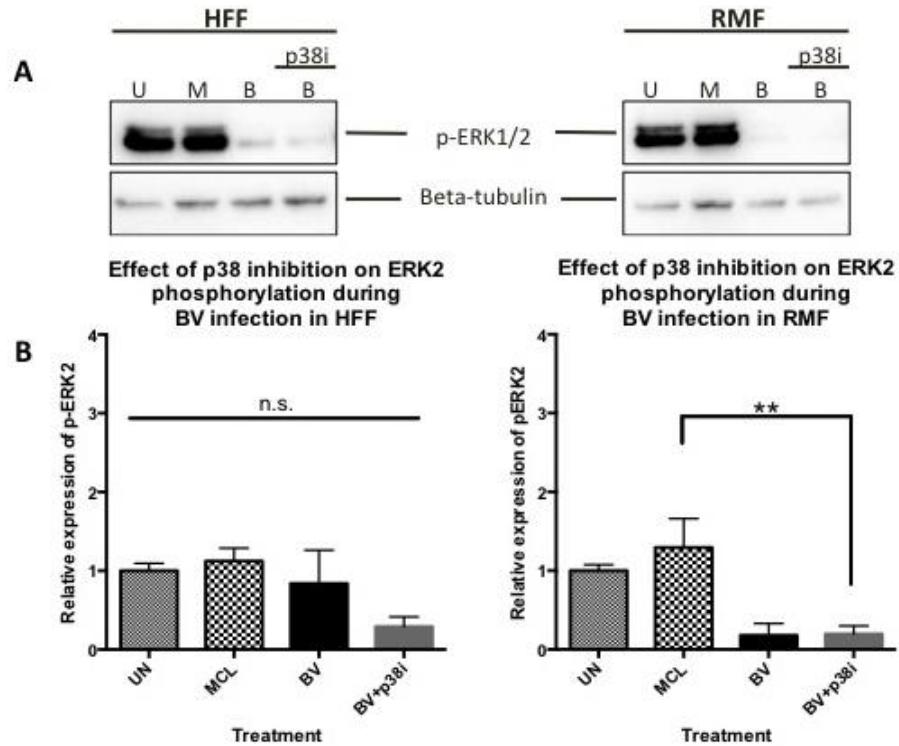 HFF
RMF
A
p38i
p38i
U M B B
U M B B
p-ERK1/2
Beta-tubulin
Effect of p38 inhibition on ERK2
phosphorylation during
BV infection in HFF
Effect of p38 inhibition on ERK2
phosphorylation during
BV infection in RMF
B
Relative expression of p-ERK2
4
3
2
1
0
n.s.
UN
MCL
BV
BV+p38i
Treatment
Relative expression of pERK2
4
3
2
1
0
**
UN
MCL
BV
BV+p38i
Treatment